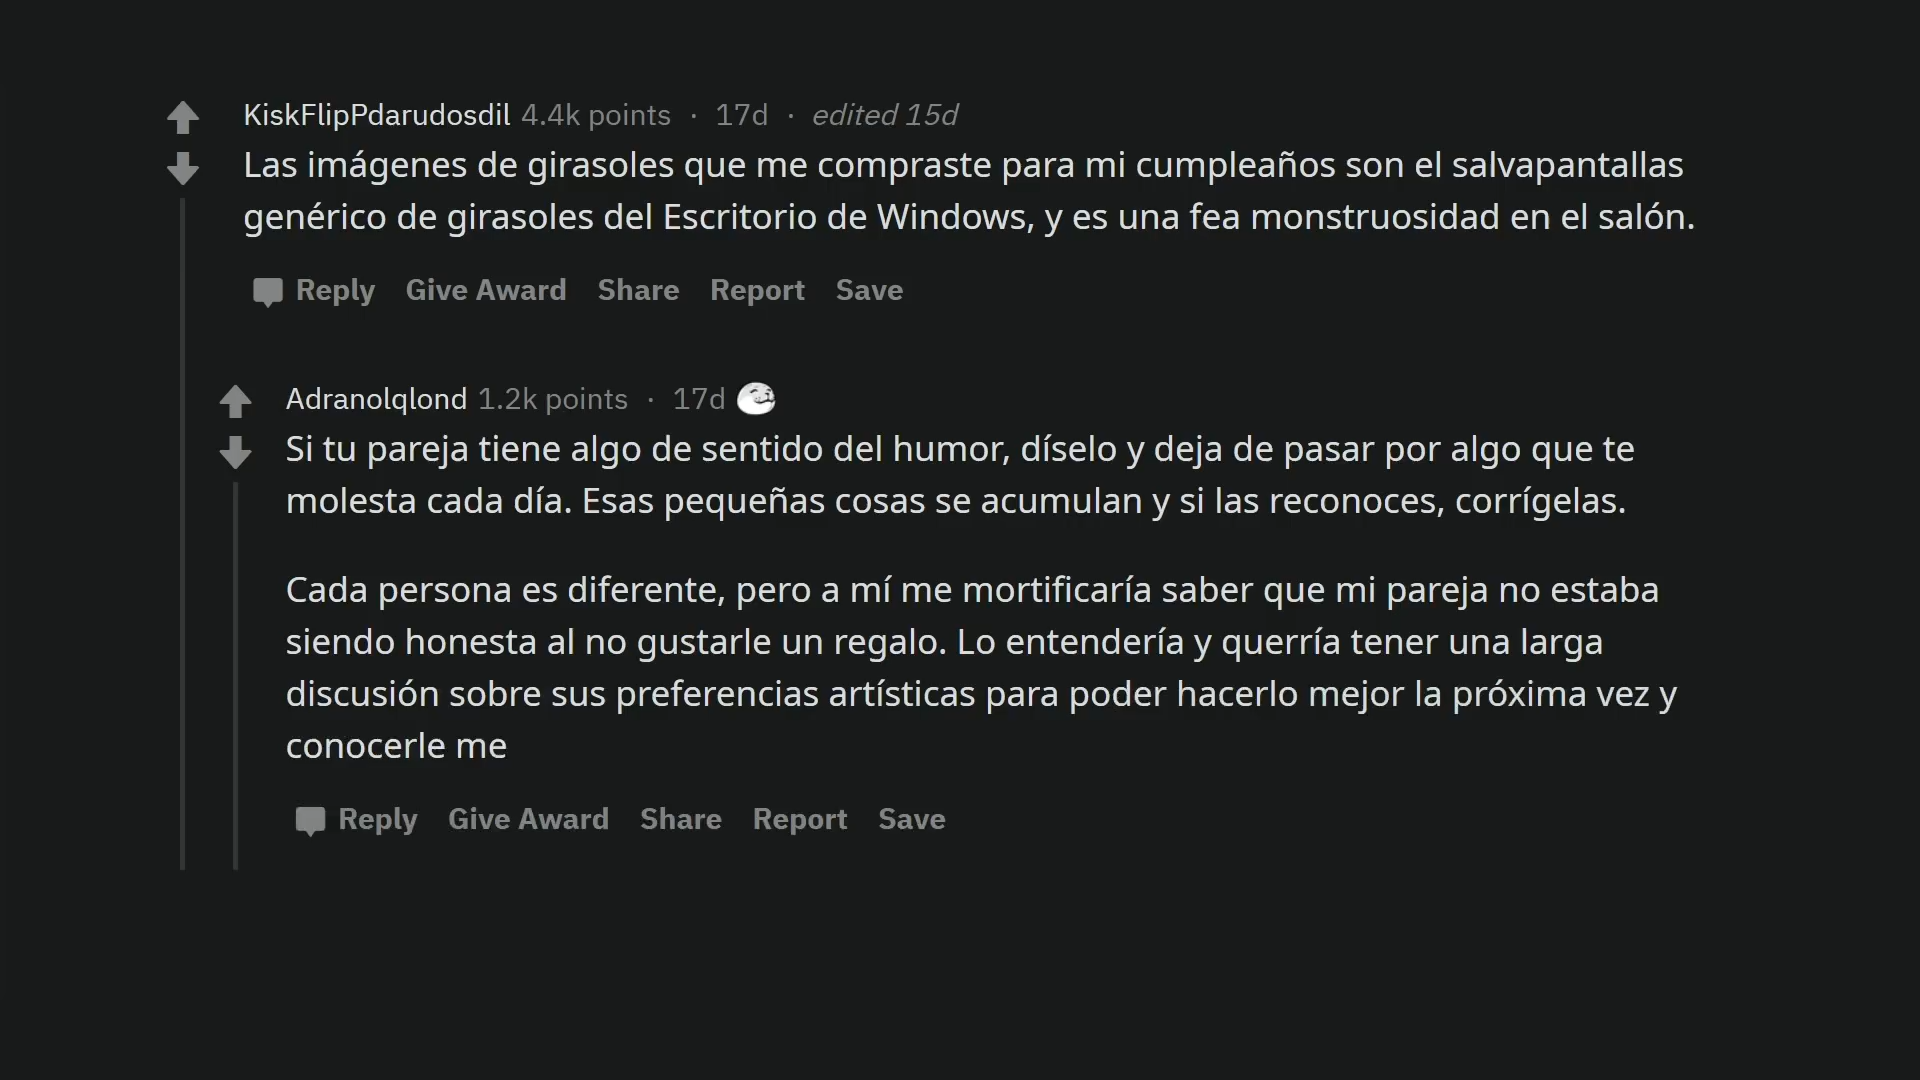 KiskFlipPdarudosdil 4.4k points · 17d · edited 15d
Las imágenes de girasoles que me compraste para mi cumpleaños son el salvapantallas
genérico de girasoles del Escritorio de Windows, y es una fea monstruosidad en el salón.
Reply Give Award Share Report Save
Adranolqlond 1.2k points · 17d
Si tu pareja tiene algo de sentido del humor, díselo y deja de pasar por algo que te
molesta cada día. Esas pequeñas cosas se acumulan y si las reconoces, corrígelas.
Cada persona es diferente, pero a mí me mortificaría saber que mi pareja no estaba
siendo honesta al no gustarle un regalo. Lo entendería y querría tener una larga
discusión sobre sus preferencias artísticas para poder hacerlo mejor la próxima vez y
conocerle me
Reply Give Award Share Report Save